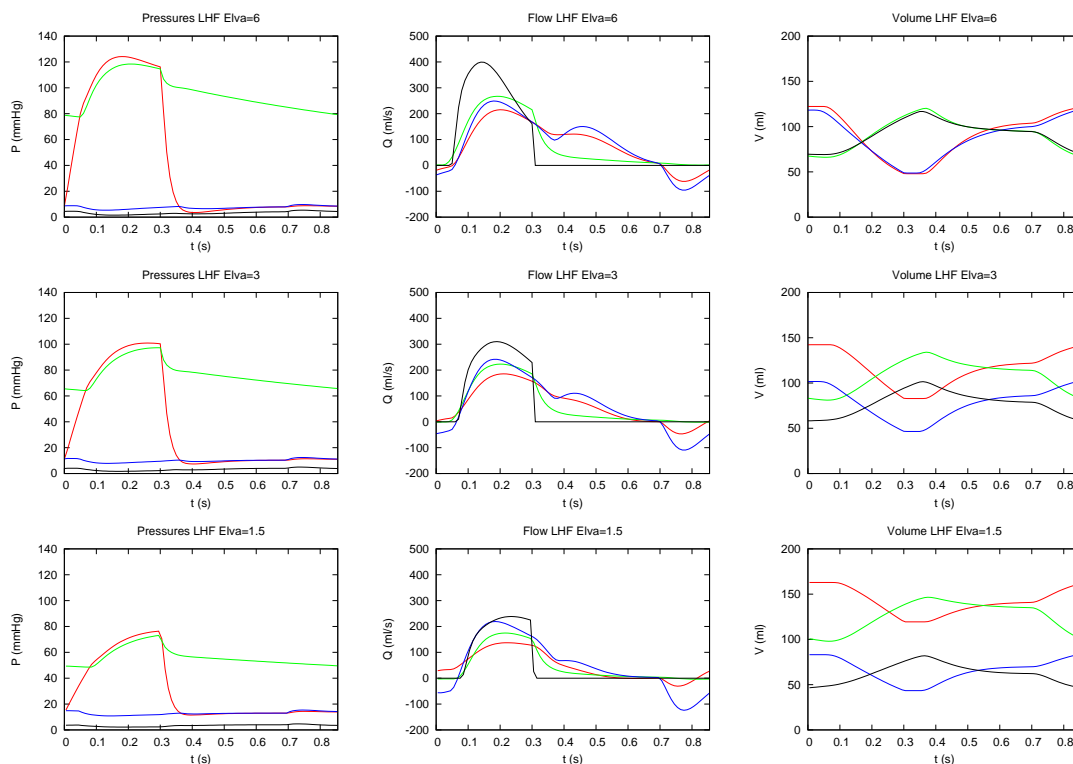 Pressures LHF Elva=6
Flow LHF Elva=6
Volume LHF Elva=6
P (mmHg)
140
120
100
80
60
40
20
0
0 0.1 0.2 0.3 0.4 0.5 0.6 0.7 0.8
t (s)
Q (ml/s)
500
400
300
200
100
0
-100
-200
0 0.1 0.2 0.3 0.4 0.5 0.6 0.7 0.8
t (s)
V (ml)
200
150
100
50
0
0 0.1 0.2 0.3 0.4 0.5 0.6 0.7 0.8
t (s)
Pressures LHF Elva=3
Flow LHF Elva=3
Volume LHF Elva=3
P (mmHg)
140
120
100
80
60
40
20
0
0 0.1 0.2 0.3 0.4 0.5 0.6 0.7 0.8
t (s)
Q (ml/s)
500
400
300
200
100
0
-100
-200
0 0.1 0.2 0.3 0.4 0.5 0.6 0.7 0.8
t (s)
V (ml)
200
150
100
50
0
0 0.1 0.2 0.3 0.4 0.5 0.6 0.7 0.8
t (s)
Pressures LHF Elva=1.5
Flow LHF Elva=1.5
Volume LHF Elva=1.5
P (mmHg)
140
120
100
80
60
40
20
0
0 0.1 0.2 0.3 0.4 0.5 0.6 0.7 0.8
t (s)
Q (ml/s)
500
400
300
200
100
0
-100
-200
0 0.1 0.2 0.3 0.4 0.5 0.6 0.7 0.8
t (s)
V (ml)
200
150
100
50
0
0 0.1 0.2 0.3 0.4 0.5 0.6 0.7 0.8
t (s)